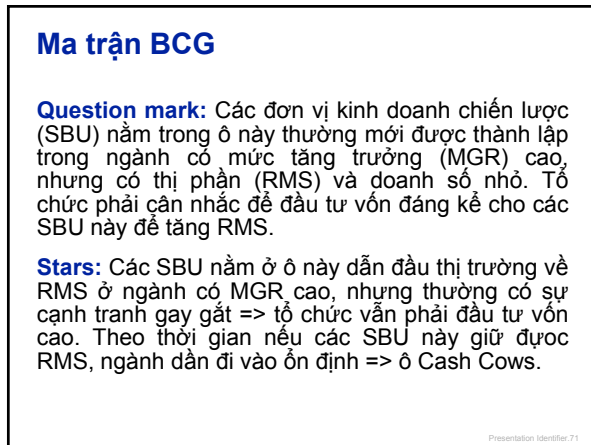 Ma trận BCG
Question mark: Các đơn vị kinh doanh chiến lược
(SBU) nằm trong ô này thường mới được thành lập
trong ngành có mức tăng trưởng (MGR) cao,
nhưng có thị phần (RMS) và doanh số nhỏ. Tổ
chức phải cân nhắc để đầu tư vốn đáng kể cho các
SBU này để tăng RMS.
Stars: Các SBU nằm ở ô này dẫn đầu thị trường về
RMS ở ngành có MGR cao, nhưng thường có sự
cạnh tranh gay gắt => tổ chức vẫn phải đầu tư vốn
cao. Theo thời gian nếu các SBU này giữ đựoc
RMS, ngành dần đi vào ổn định => ô Cash Cows.
Presentation Identifier.71